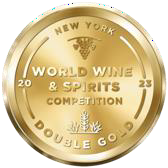 NEW YORK
WORLD WINE
20 & SPIRITS 23
COMPETITION
DOUBLE GOLD